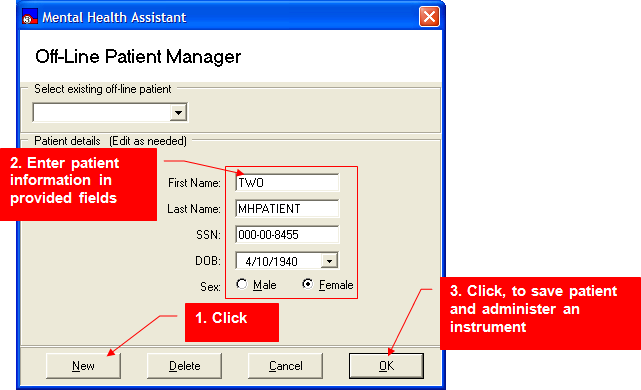 Mental Health Assistant
Off-Line Patient Manager
Select existing off-line patient
Patient details (Edit as needed)
2. Enter patient
information in
provided fields
First Name: TWO
Last Name: MHPATIENT
SSN: 000-00-8455
DOB: 4/10/1940
Sex: Male Female
1. Click
3. Click, to save patient
and administer an
instrument
New Delete Cancel OK